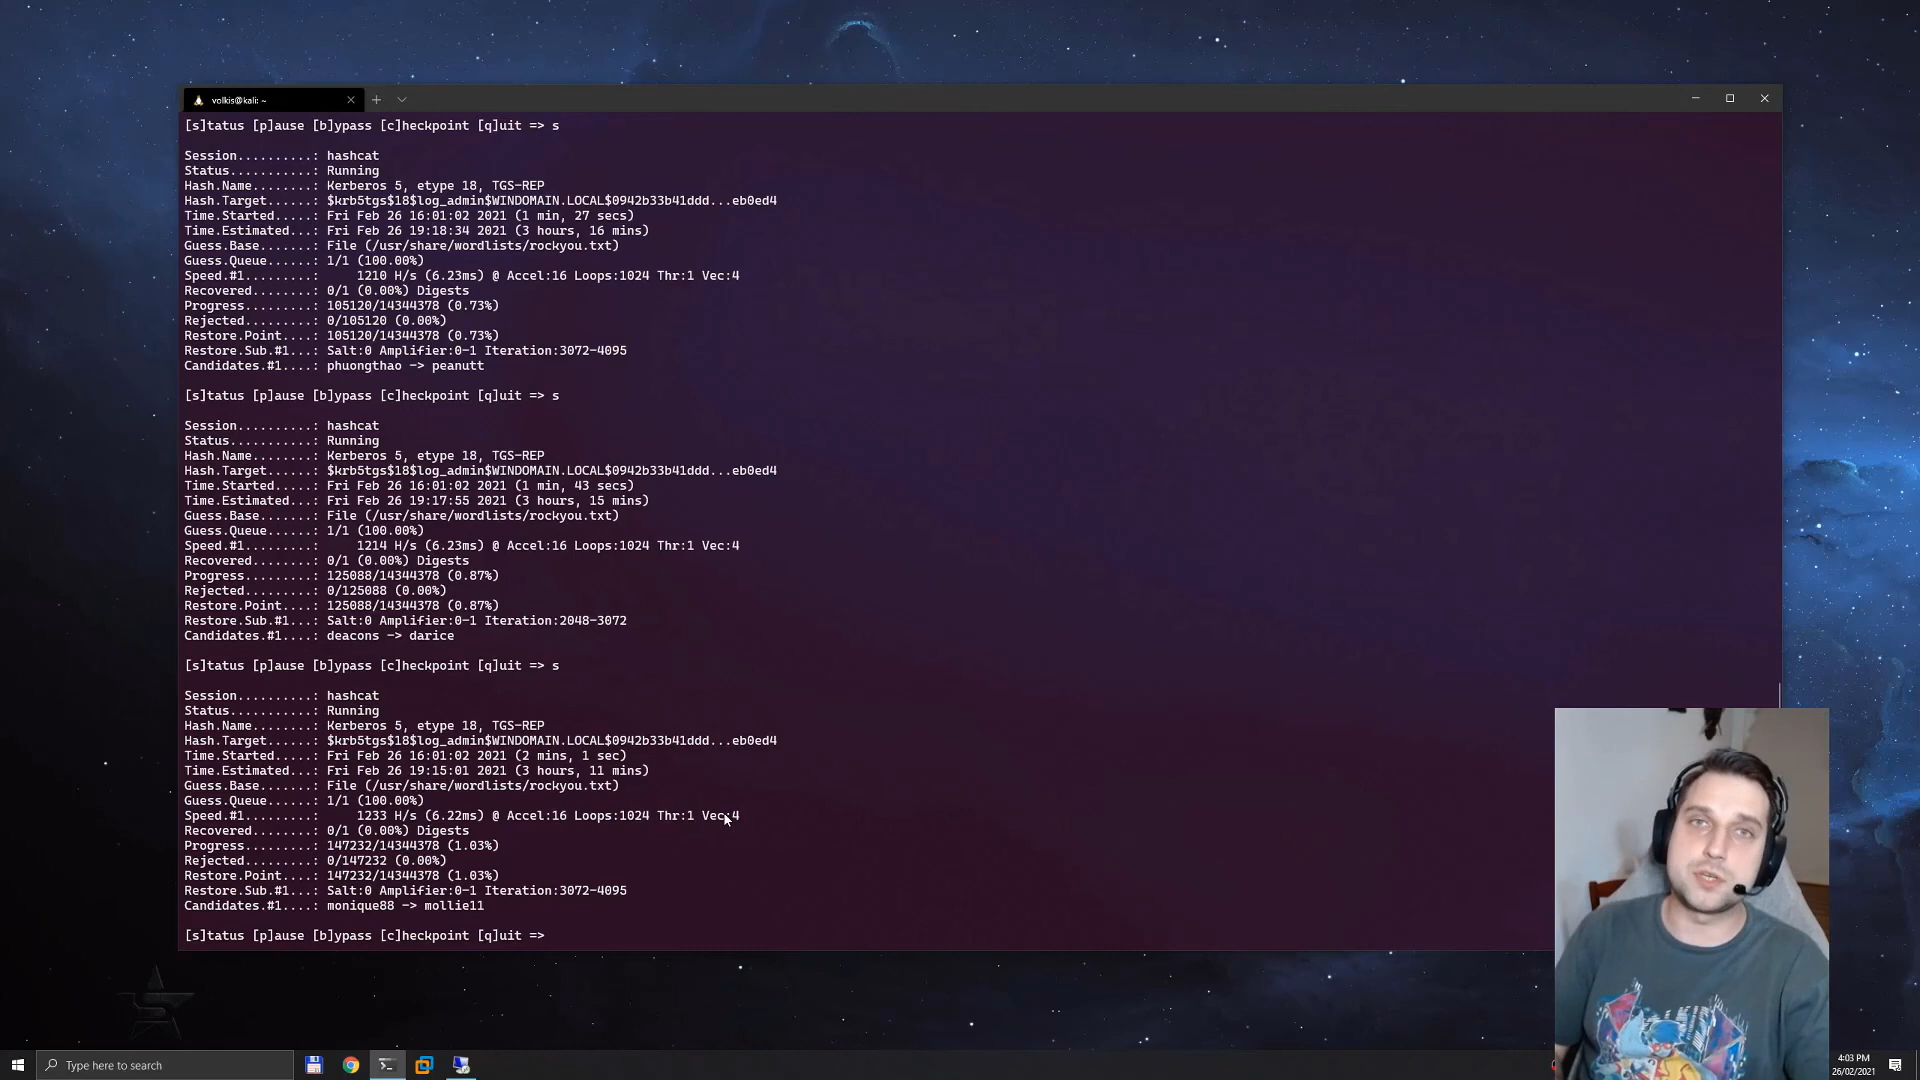 volkis@kali: ~
[s]tatus [p]ause [b]ypass [c]heckpoint [q]uit => s
Session..........: hashcat
Status...........: Running
Hash.Name........: Kerberos 5, etype 18, TGS-REP
Hash.Target......: $krb5tgs$18$log_admin$WINDOMAIN.LOCAL$0942b33b41ddd...eb0ed4
Time.Started.....: Fri Feb 26 16:01:02 2021 (1 min, 27 secs)
Time.Estimated...: Fri Feb 26 19:18:34 2021 (3 hours, 16 mins)
Guess.Base.......: File (/usr/share/wordlists/rockyou.txt)
Guess.Queue......: 1/1 (100.00%)
Speed.#1.........:     1210 H/s (6.23ms) @ Accel:16 Loops:1024 Thr:1 Vec:4
Recovered........: 0/1 (0.00%) Digests
Progress.........: 105120/14344378 (0.73%)
Rejected.........: 0/105120 (0.00%)
Restore.Point....: 105120/14344378 (0.73%)
Restore.Sub.#1...: Salt:0 Amplifier:0-1 Iteration:3072-4095
Candidates.#1....: phuongthao -> peanutt
[s]tatus [p]ause [b]ypass [c]heckpoint [q]uit => s
Session..........: hashcat
Status...........: Running
Hash.Name........: Kerberos 5, etype 18, TGS-REP
Hash.Target......: $krb5tgs$18$log_admin$WINDOMAIN.LOCAL$0942b33b41ddd...eb0ed4
Time.Started.....: Fri Feb 26 16:01:02 2021 (1 min, 43 secs)
Time.Estimated...: Fri Feb 26 19:17:55 2021 (3 hours, 15 mins)
Guess.Base.......: File (/usr/share/wordlists/rockyou.txt)
Guess.Queue......: 1/1 (100.00%)
Speed.#1.........:     1214 H/s (6.23ms) @ Accel:16 Loops:1024 Thr:1 Vec:4
Recovered........: 0/1 (0.00%) Digests
Progress.........: 125088/14344378 (0.87%)
Rejected.........: 0/125088 (0.00%)
Restore.Point....: 125088/14344378 (0.87%)
Restore.Sub.#1...: Salt:0 Amplifier:0-1 Iteration:2048-3072
Candidates.#1....: deacons -> darice
[s]tatus [p]ause [b]ypass [c]heckpoint [q]uit => s
Session..........: hashcat
Status...........: Running
Hash.Name........: Kerberos 5, etype 18, TGS-REP
Hash.Target......: $krb5tgs$18$log_admin$WINDOMAIN.LOCAL$0942b33b41ddd...eb0ed4
Time.Started.....: Fri Feb 26 16:01:02 2021 (2 mins, 1 sec)
Time.Estimated...: Fri Feb 26 19:15:01 2021 (3 hours, 11 mins)
Guess.Base.......: File (/usr/share/wordlists/rockyou.txt)
Guess.Queue......: 1/1 (100.00%)
Speed.#1.........:     1233 H/s (6.22ms) @ Accel:16 Loops:1024 Thr:1 Vec:4
Recovered........: 0/1 (0.00%) Digests
Progress.........: 147232/14344378 (1.03%)
Rejected.........: 0/147232 (0.00%)
Restore.Point....: 147232/14344378 (1.03%)
Restore.Sub.#1...: Salt:0 Amplifier:0-1 Iteration:3072-4095
Candidates.#1....: monique88 -> mollie11
[s]tatus [p]ause [b]ypass [c]heckpoint [q]uit =>
Type here to search
4:03 PM
26/02/2021